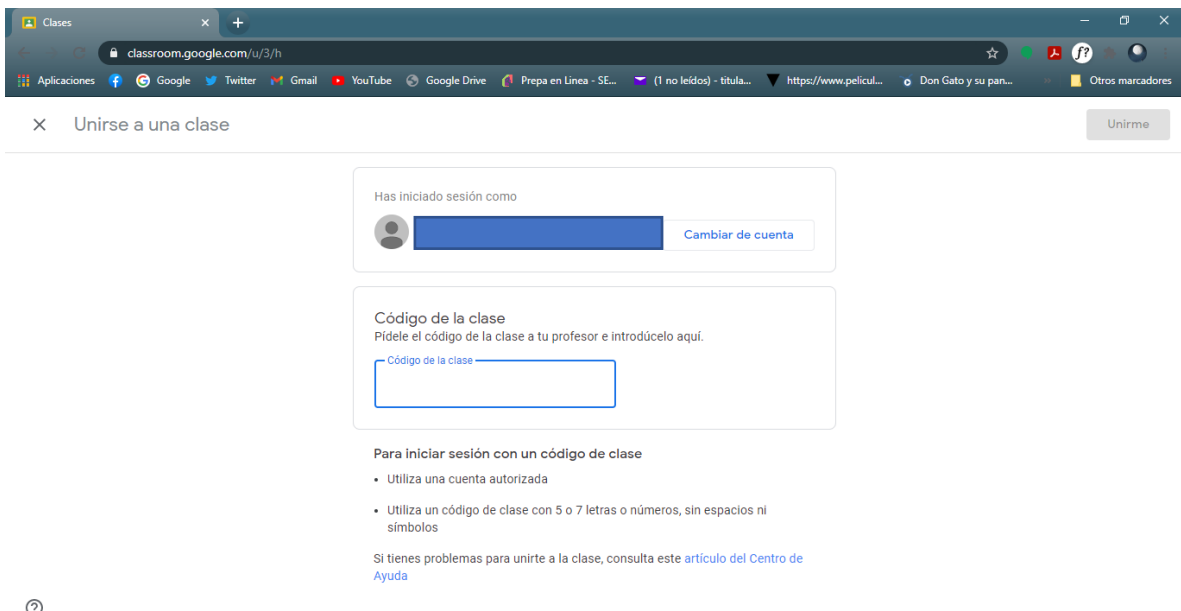 Clases
classroom.google.com/u/3/h
Aplicaciones Google Twitter Gmail YouTube Google Drive Prepa en Linea - SE... (1 no leídos) - titula... https://www.pelicul... Don Gato y su pan... Otros marcadores
Unirse a una clase
Unirme
Has iniciado sesión como
Cambiar de cuenta
Código de la clase
Pídele el código de la clase a tu profesor e introdúcelo aquí.
Código de la clase
Para iniciar sesión con un código de clase
• Utiliza una cuenta autorizada
• Utiliza un código de clase con 5 o 7 letras o números, sin espacios ni
símbolos
Si tienes problemas para unirte a la clase, consulta este artículo del Centro de
Ayuda